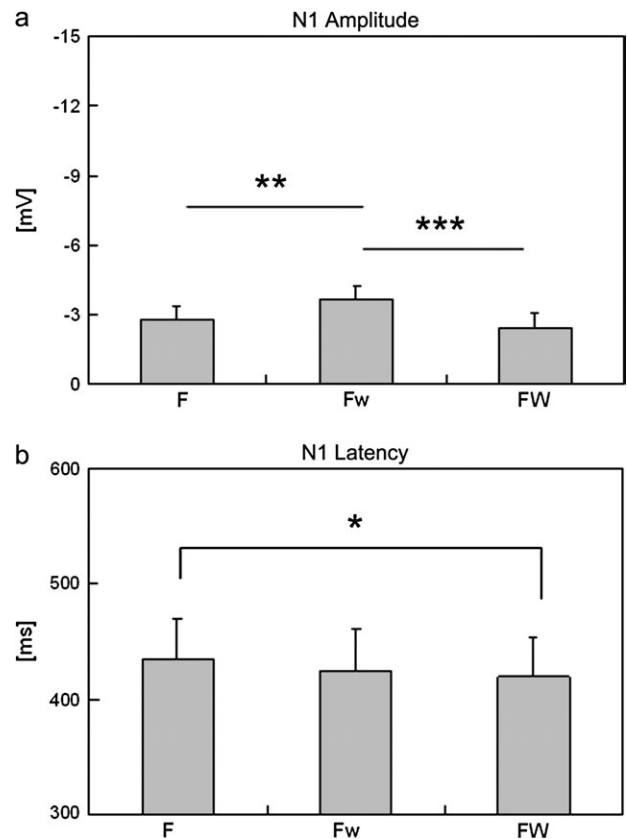 a
N1 Amplitude
[mV]
-15
-12
-9
-6
-3
0
**
***
F Fw FW
b
N1 Latency
[ms]
600
500
400
300
*
F Fw FW